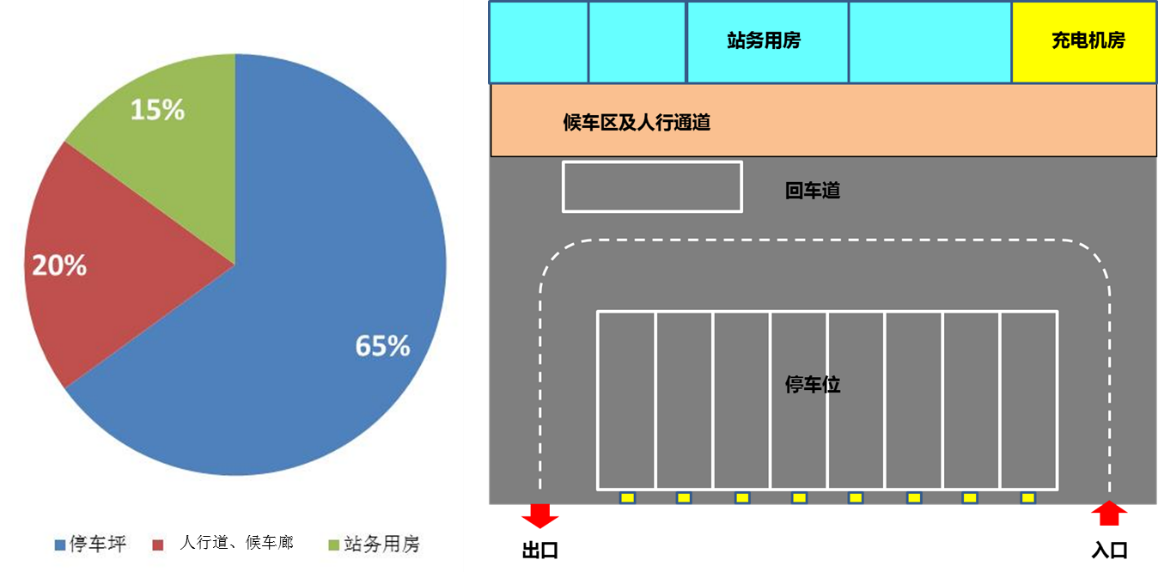 15%
20%
65%
停车坪
人行道、候车廊
站务用房
站务用房
充电机房
候车区及人行通道
回车道
停车位
出口
入口